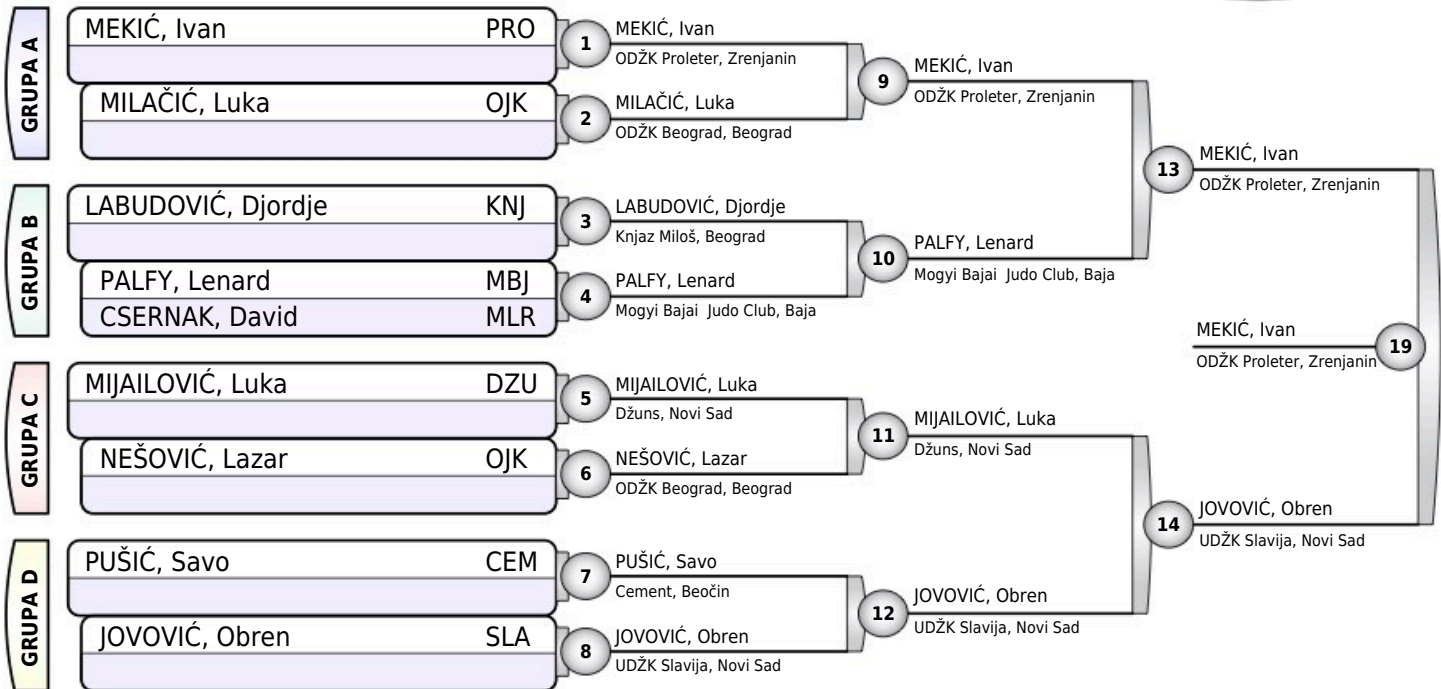 GRUPA A
MEKIĆ, Ivan PRO
MILAČIĆ, Luka OJK
GRUPA B
LABUDOVIĆ, Djordje KNJ
PALFY, Lenard MBJ
CSERNAK, David MLR
GRUPA C
MIJAILOVIĆ, Luka DZU
NEŠOVIĆ, Lazar OJK
GRUPA D
PUŠIĆ, Savo CEM
JOVOVIĆ, Obren SLA
1
MEKIĆ, Ivan
ODŽK Proleter, Zrenjanin
2
MILAČIĆ, Luka
ODŽK Beograd, Beograd
3
LABUDOVIĆ, Djordje
Knjaz Miloš, Beograd
4
PALFY, Lenard
Mogyi Bajai Judo Club, Baja
5
MIJAILOVIĆ, Luka
Džuns, Novi Sad
6
NEŠOVIĆ, Lazar
ODŽK Beograd, Beograd
7
PUŠIĆ, Savo
Cement, Beočin
8
JOVOVIĆ, Obren
UDŽK Slavija, Novi Sad
9
MEKIĆ, Ivan
ODŽK Proleter, Zrenjanin
10
PALFY, Lenard
Mogyi Bajai Judo Club, Baja
11
MIJAILOVIĆ, Luka
Džuns, Novi Sad
12
JOVOVIĆ, Obren
UDŽK Slavija, Novi Sad
13
MEKIĆ, Ivan
ODŽK Proleter, Zrenjanin
14
JOVOVIĆ, Obren
UDŽK Slavija, Novi Sad
MEKIĆ, Ivan
ODŽK Proleter, Zrenjanin
19